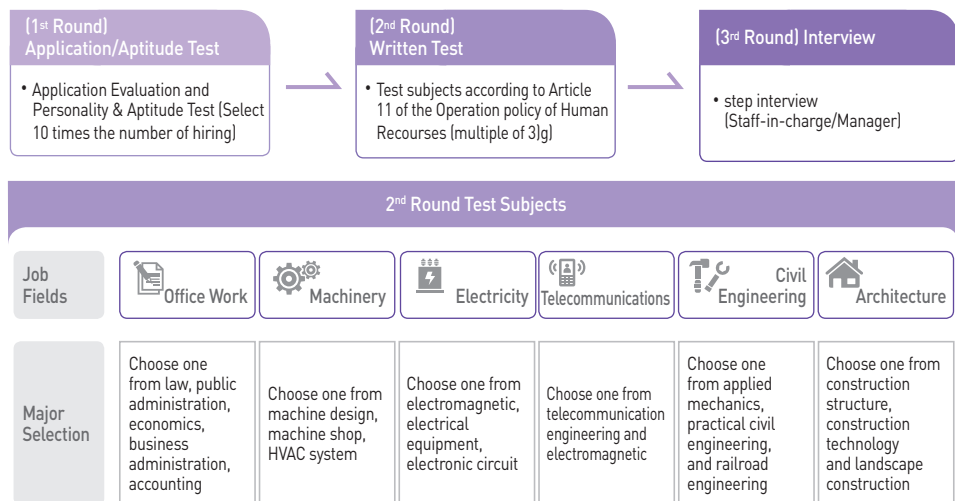 (1st Round)
Application/Aptitude Test
• Application Evaluation and
Personality & Aptitude Test (Select
10 times the number of hiring)
(2nd Round)
Written Test
• Test subjects according to Article
11 of the Operation policy of Human
Recourses (multiple of 3)g)
(3rd Round) Interview
• step interview
(Staff-in-charge/Manager)
2nd Round Test Subjects
Job
Fields
Office Work
Machinery
Electricity
Telecommunications
Civil
Engineering
Architecture
Major
Selection
Choose one
from law, public
administration,
economics,
business
administration,
accounting
Choose one from
machine design,
machine shop,
HVAC system
Choose one from
electromagnetic,
electrical
equipment,
electronic circuit
Choose one from
telecommunication
engineering and
electromagnetic
Choose one
from applied
mechanics,
practical civil
engineering,
and railroad
engineering
Choose one from
construction
structure,
construction
technology
and landscape
construction